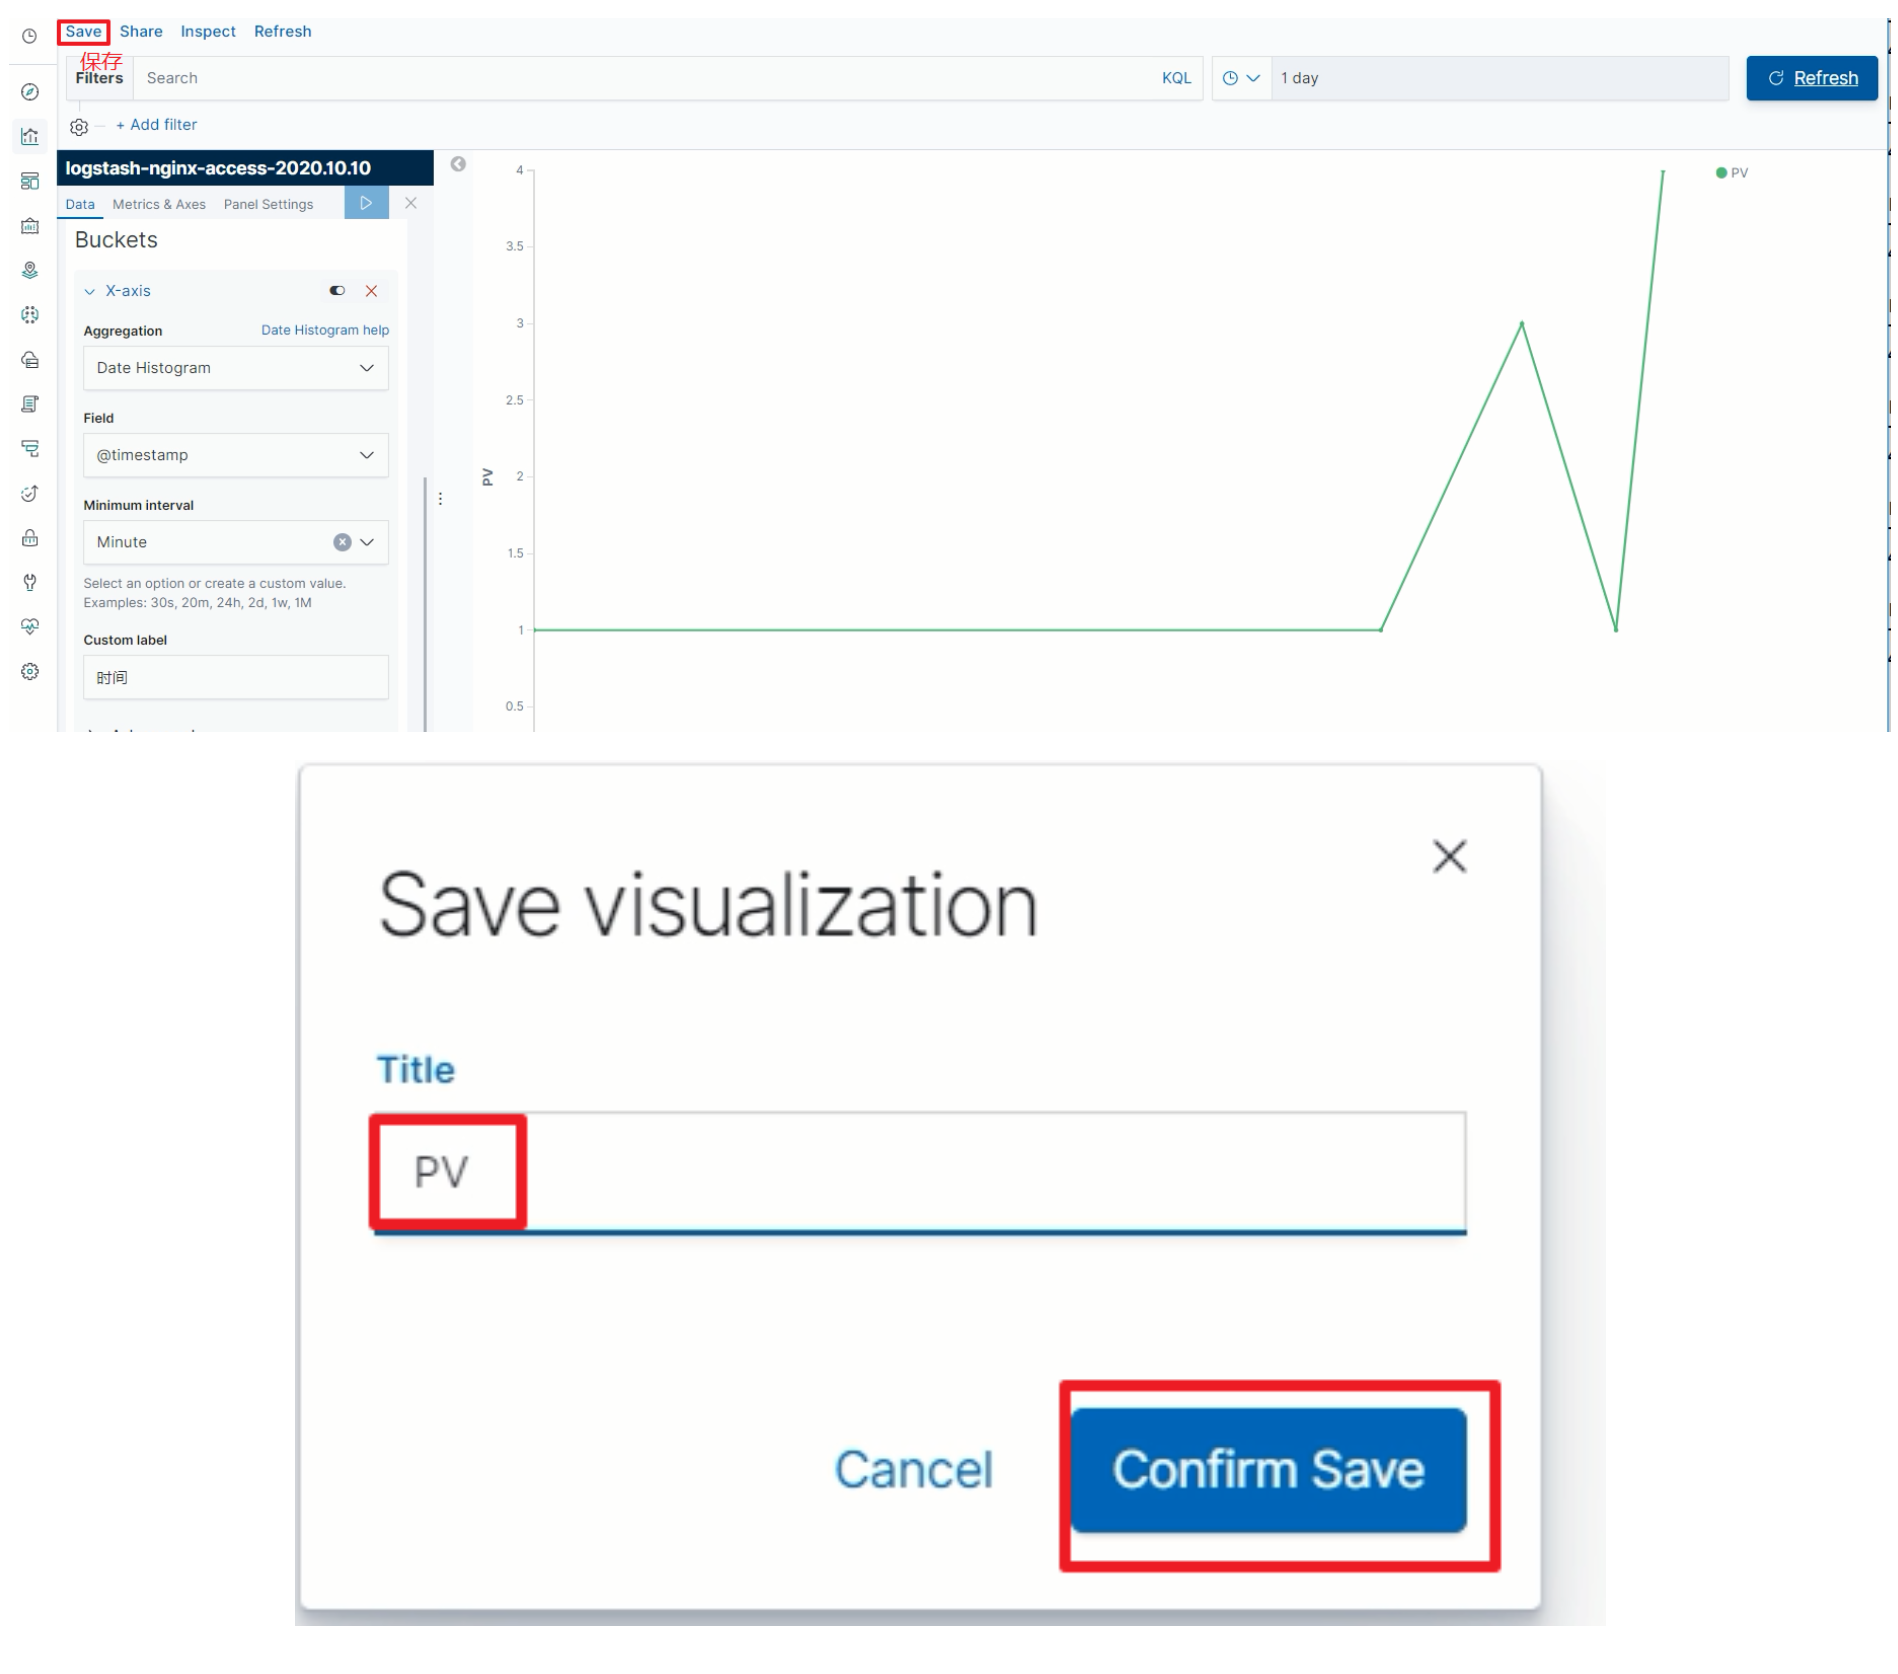 Save Share Inspect Refresh
保存
Filters Search KQL 1 day Refresh
+ Add filter
logstash-nginx-access-2020.10.10
Data Metrics & Axes Panel Settings
Buckets
X-axis
Aggregation Date Histogram help
Date Histogram
Field
@timestamp
Minimum interval
Minute
Select an option or create a custom value.
Examples: 30s, 20m, 24h, 2d, 1w, 1M
Custom label
时间
4
3.5
3
2.5
2
1.5
1
0.5
PV
PV
Save visualization
Title
PV
Cancel Confirm Save